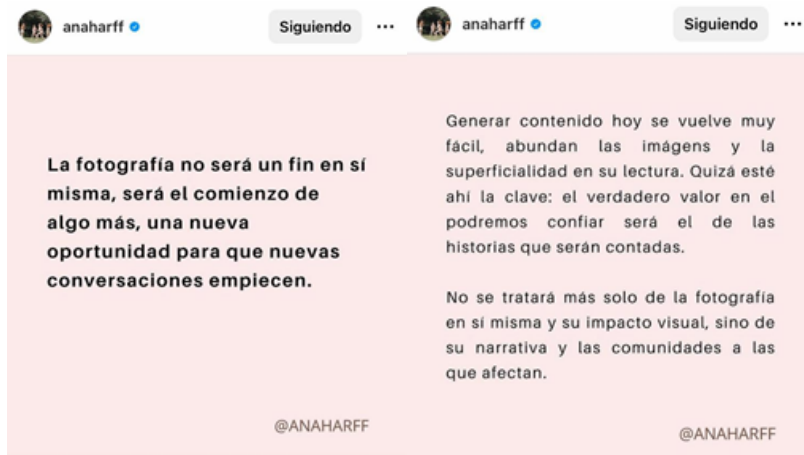 anaharff
Siguiendo
La fotografía no será un fin en sí
misma, será el comienzo de
algo más, una nueva
oportunidad para que nuevas
conversaciones empiecen.
@ANAHARFF
anaharff
Siguiendo
Generar contenido hoy se vuelve muy
fácil, abundan las imágens y la
superficialidad en su lectura. Quizá esté
ahí la clave: el verdadero valor en el
podremos confiar será el de las
historias que serán contadas.
No se tratará más solo de la fotografía
en sí misma y su impacto visual, sino de
su narrativa y las comunidades a las
que afectan.
@ANAHARFF